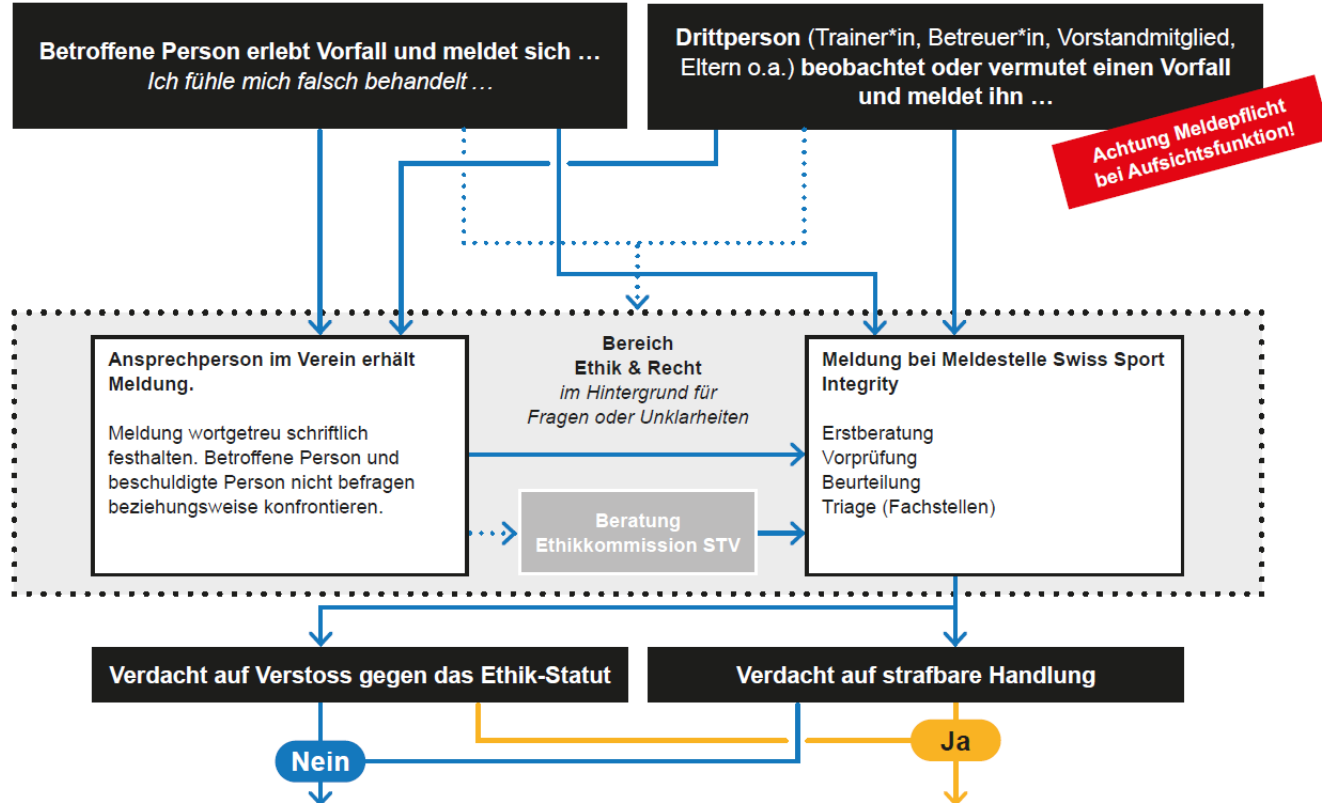 Betroffene Person erlebt Vorfall und meldet sich …
Ich fühle mich falsch behandelt …
Drittperson (Trainer*in, Betreuer*in, Vorstandmitglied,
Eltern o.a.) beobachtet oder vermutet einen Vorfall
und meldet ihn …
Achtung Meldepflicht
bei Aufsichtsfunktion!
Ansprechperson im Verein erhält
Meldung.
Meldung wortgetreu schriftlich
festhalten. Betroffene Person und
beschuldigte Person nicht befragen
beziehungsweise konfrontieren.
Bereich
Ethik & Recht
im Hintergrund für
Fragen oder Unklarheiten
Beratung
Ethikkommission STV
Meldung bei Meldestelle Swiss Sport
Integrity
Erstberatung
Vorprüfung
Beurteilung
Triage (Fachstellen)
Verdacht auf Verstoss gegen das Ethik-Statut
Verdacht auf strafbare Handlung
Nein
Ja